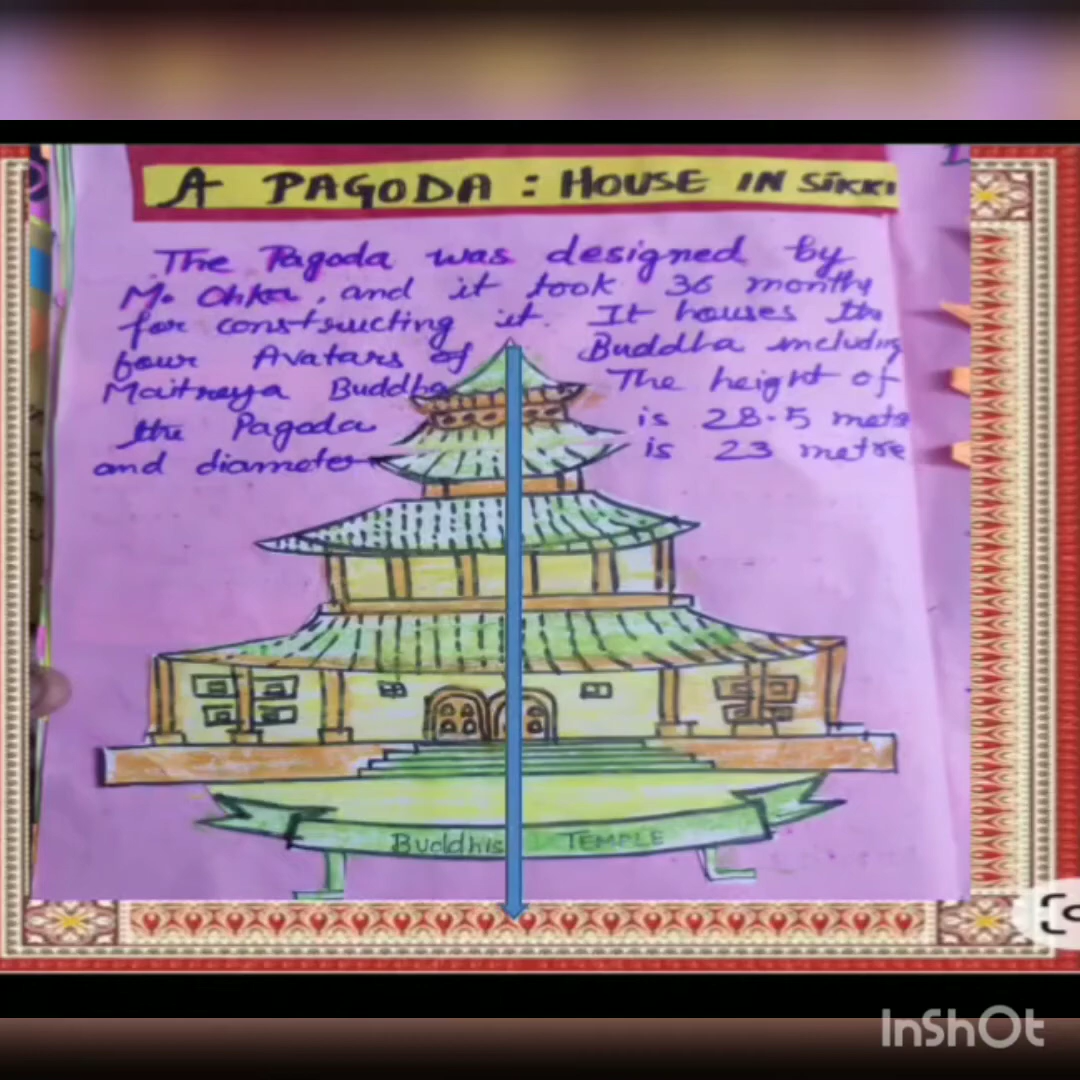 A PAGODA : HOUSE IN SIKKI
The Pagoda was designed by
M. Ohka, and it took 36 months
for constructing it. It houses the
four Avatars of Buddha including
Maitreya Buddha The height of
the Pagoda is 28.5 metre
and diameter is 23 metre
Buddhis TEMPLE
InShOt